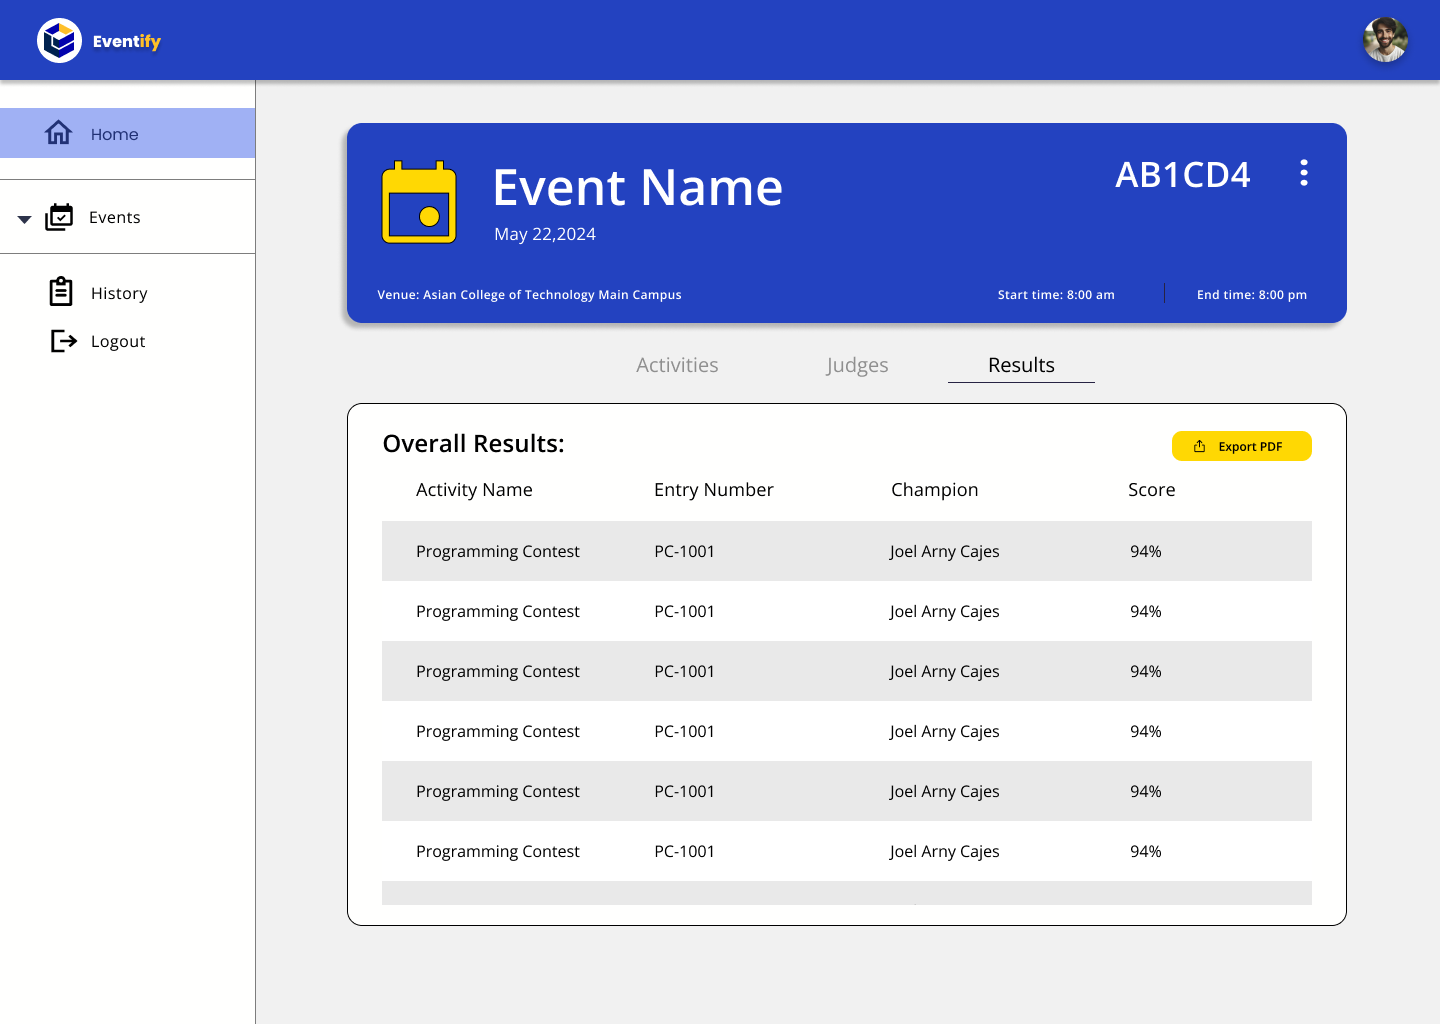 Eventify
Home
Events
History
Logout
Event Name
AB1CD4
May 22,2024
Venue: Asian College of Technology Main Campus
Start time: 8:00 am
End time: 8:00 pm
Activities Judges Results
Overall Results:
Export PDF
Activity Name Entry Number Champion Score
Programming Contest PC-1001 Joel Arny Cajes 94%
Programming Contest PC-1001 Joel Arny Cajes 94%
Programming Contest PC-1001 Joel Arny Cajes 94%
Programming Contest PC-1001 Joel Arny Cajes 94%
Programming Contest PC-1001 Joel Arny Cajes 94%
Programming Contest PC-1001 Joel Arny Cajes 94%